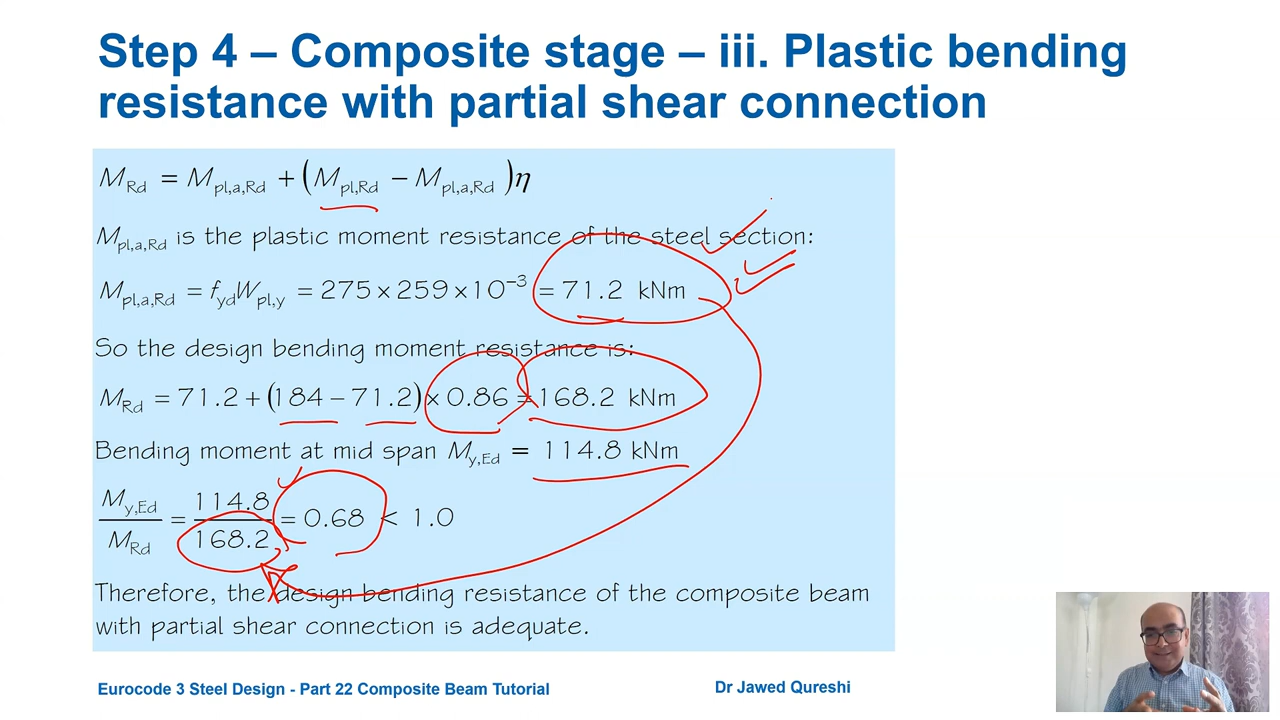 Step 4 – Composite stage – iii. Plastic bending
resistance with partial shear connection
M_Rd = M_pl,a,Rd + (M_pl,Rd − M_pl,a,Rd)η
M_pl,a,Rd is the plastic moment resistance of the steel section:
M_pl,a,Rd = f_yd W_pl,y = 275 × 259 × 10⁻³ = 71.2 kNm
So the design bending moment resistance is:
M_Rd = 71.2 + (184 − 71.2) × 0.86 = 168.2 kNm
Bending moment at mid span M_y,Ed = 114.8 kNm
M_y,Ed / M_Rd = 114.8 / 168.2 = 0.68 < 1.0
Therefore, the design bending resistance of the composite beam
with partial shear connection is adequate.
Eurocode 3 Steel Design - Part 22 Composite Beam Tutorial
Dr Jawed Qureshi